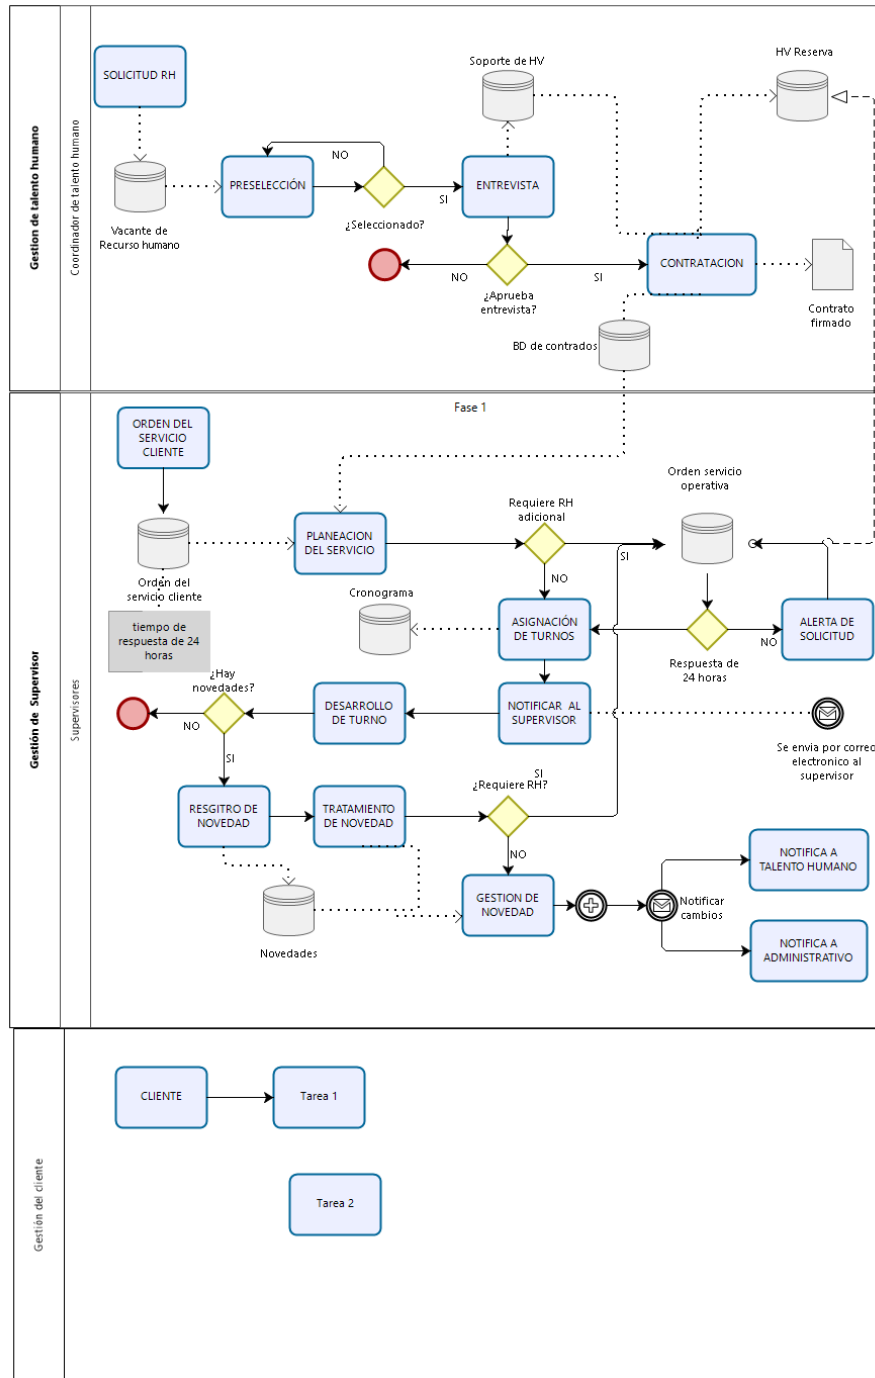 Gestion de talento humano
Coordinador de talento humano
SOLICITUD RH
Vacante de
Recurso humano
PRESELECCIÓN
NO
¿Seleccionado?
SI
Soporte de HV
ENTREVISTA
NO
¿Aprueba
entrevista?
SI
HV Reserva
CONTRATACION
Contrato
firmado
BD de contrados
Gestión de Supervisor
Supervisores
Fase 1
ORDEN DEL
SERVICIO
CLIENTE
Orden del
servicio cliente
tiempo de
respuesta de 24
horas
PLANEACION
DEL SERVICIO
Requiere RH
adicional
SI
NO
Orden servicio
operativa
Cronograma
ASIGNACIÓN
DE TURNOS
Respuesta de
24 horas
NO
ALERTA DE
SOLICITUD
¿Hay
novedades?
NO
SI
DESARROLLO
DE TURNO
NOTIFICAR AL
SUPERVISOR
Se envia por correo
electronico al
supervisor
RESGITRO DE
NOVEDAD
TRATAMIENTO
DE NOVEDAD
¿Requiere RH?
SI
NO
Novedades
GESTION DE
NOVEDAD
Notificar
cambios
NOTIFICA A
TALENTO HUMANO
NOTIFICA A
ADMINISTRATIVO
Gestión del cliente
CLIENTE
Tarea 1
Tarea 2